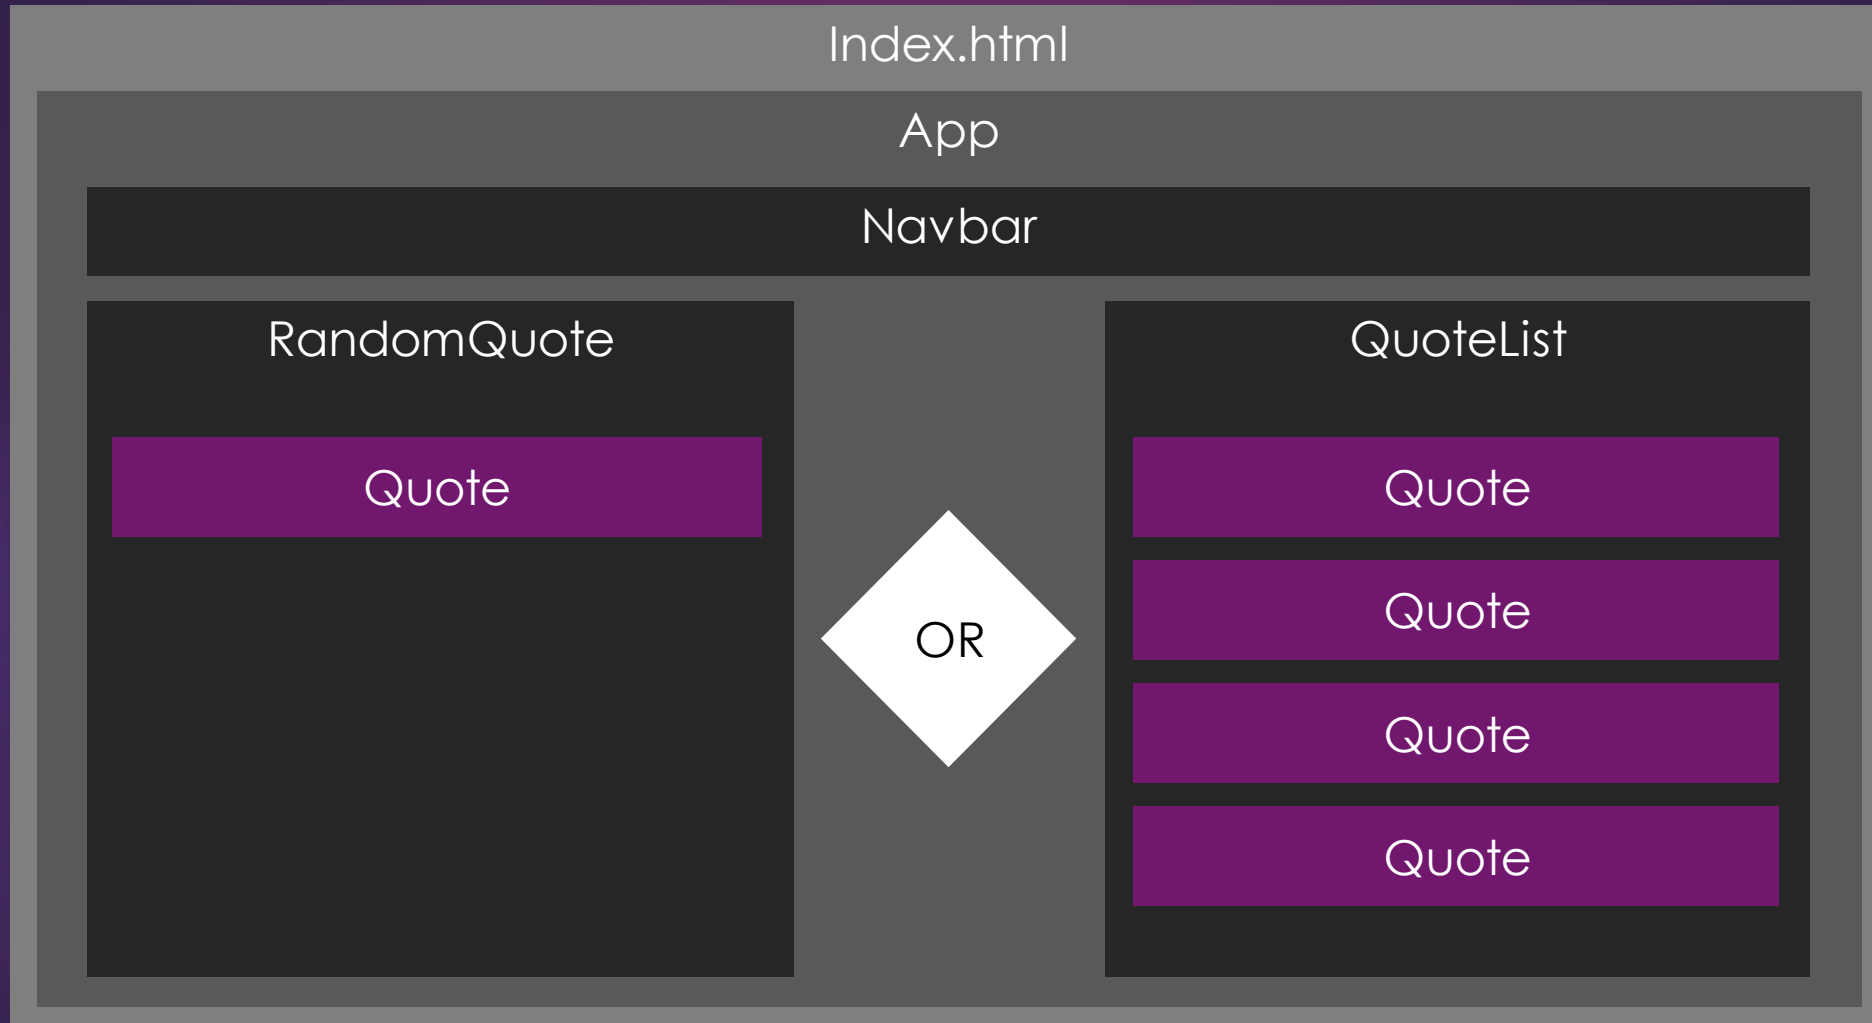 Index.html
App
Navbar
RandomQuote
Quote
OR
QuoteList
Quote
Quote
Quote
Quote